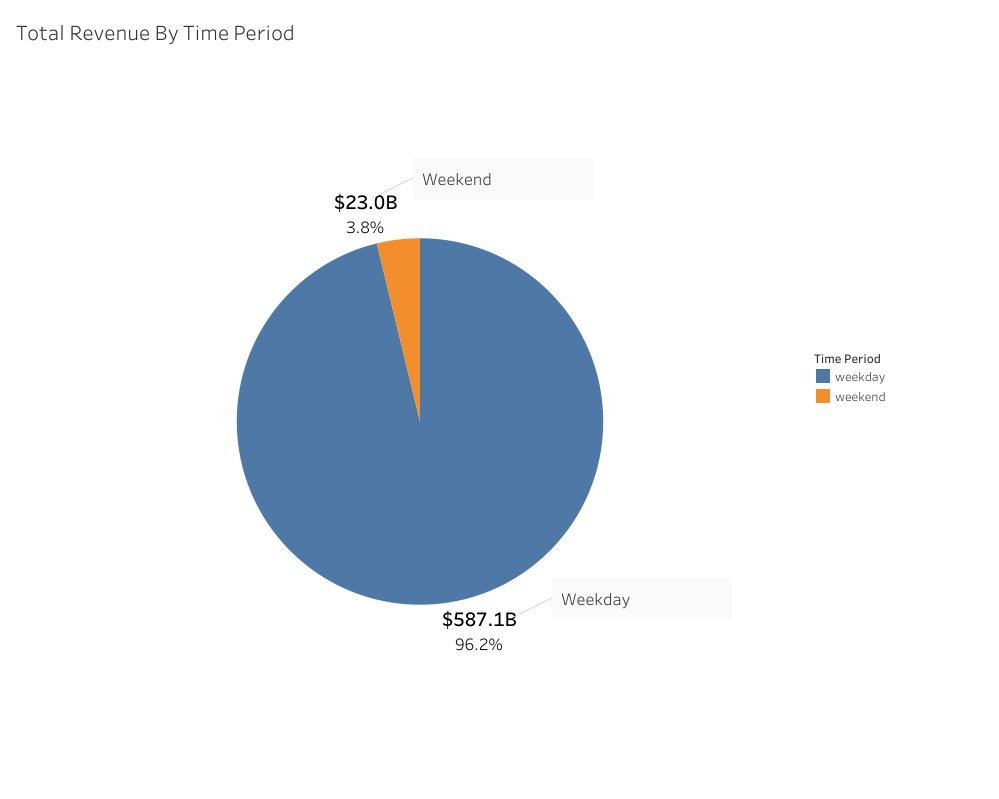 Total Revenue By Time Period
Weekend
$23.0B
3.8%
Time Period
weekday
weekend
Weekday
$587.1B
96.2%